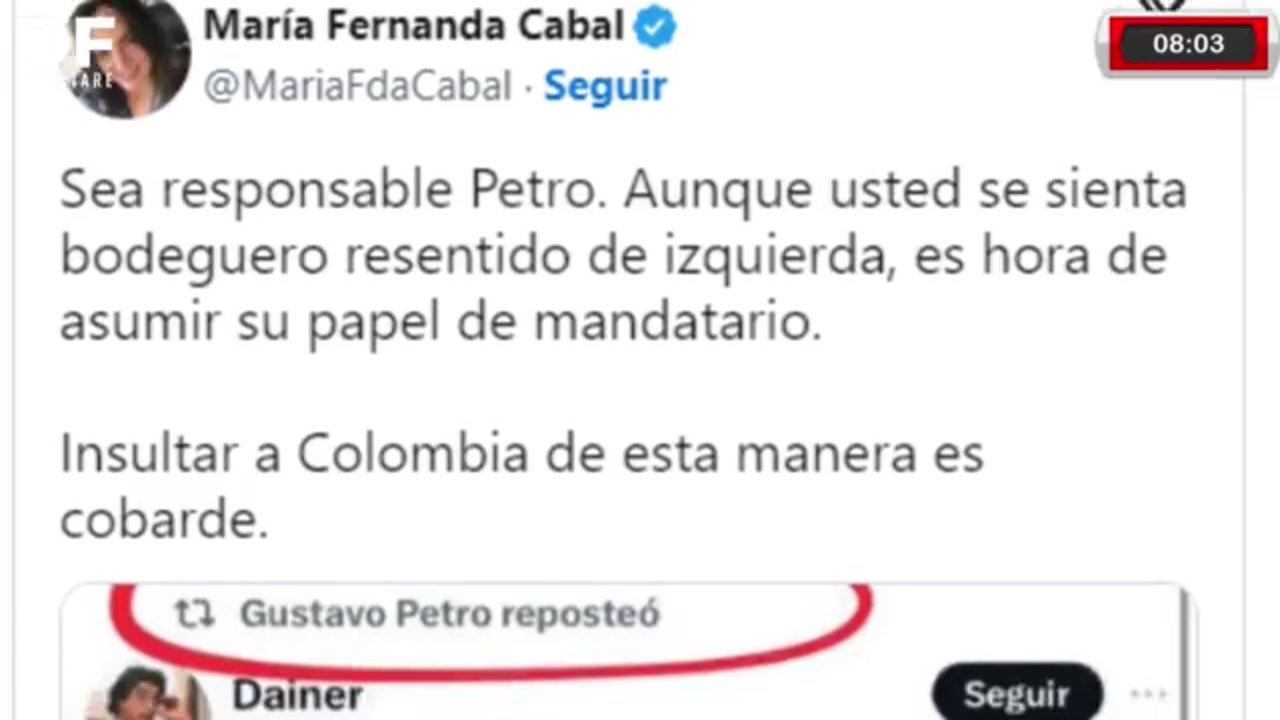 María Fernanda Cabal
08:03
@MariaFdaCabal · Seguir
Sea responsable Petro. Aunque usted se sienta
bodeguero resentido de izquierda, es hora de
asumir su papel de mandatario.
Insultar a Colombia de esta manera es
cobarde.
Gustavo Petro reposteó
Dainer
Seguir